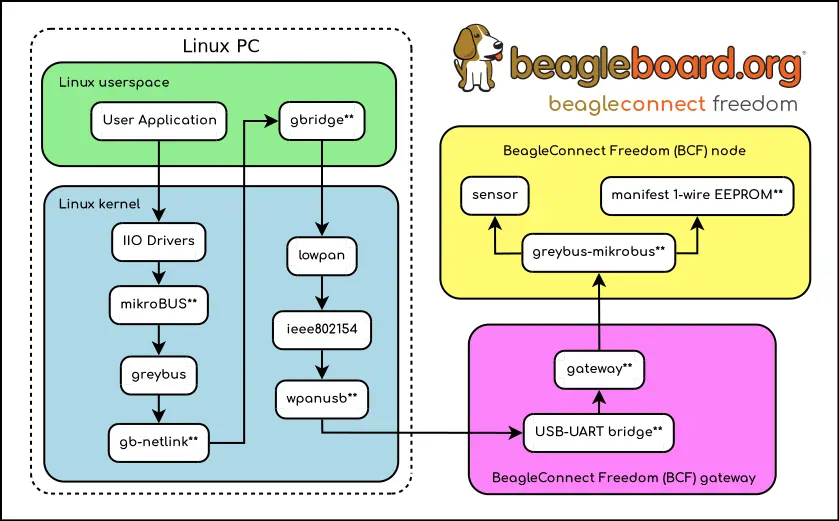 Linux PC
Linux userspace
User Application
gbridge**
Linux kernel
IIO Drivers
mikroBUS**
greybus
gb-netlink**
lowpan
ieee802154
wpanusb**
beagleboard.org®
beagleconnect freedom
BeagleConnect Freedom (BCF) node
sensor
manifest 1-wire EEPROM**
greybus-mikrobus**
gateway**
USB-UART bridge**
BeagleConnect Freedom (BCF) gateway